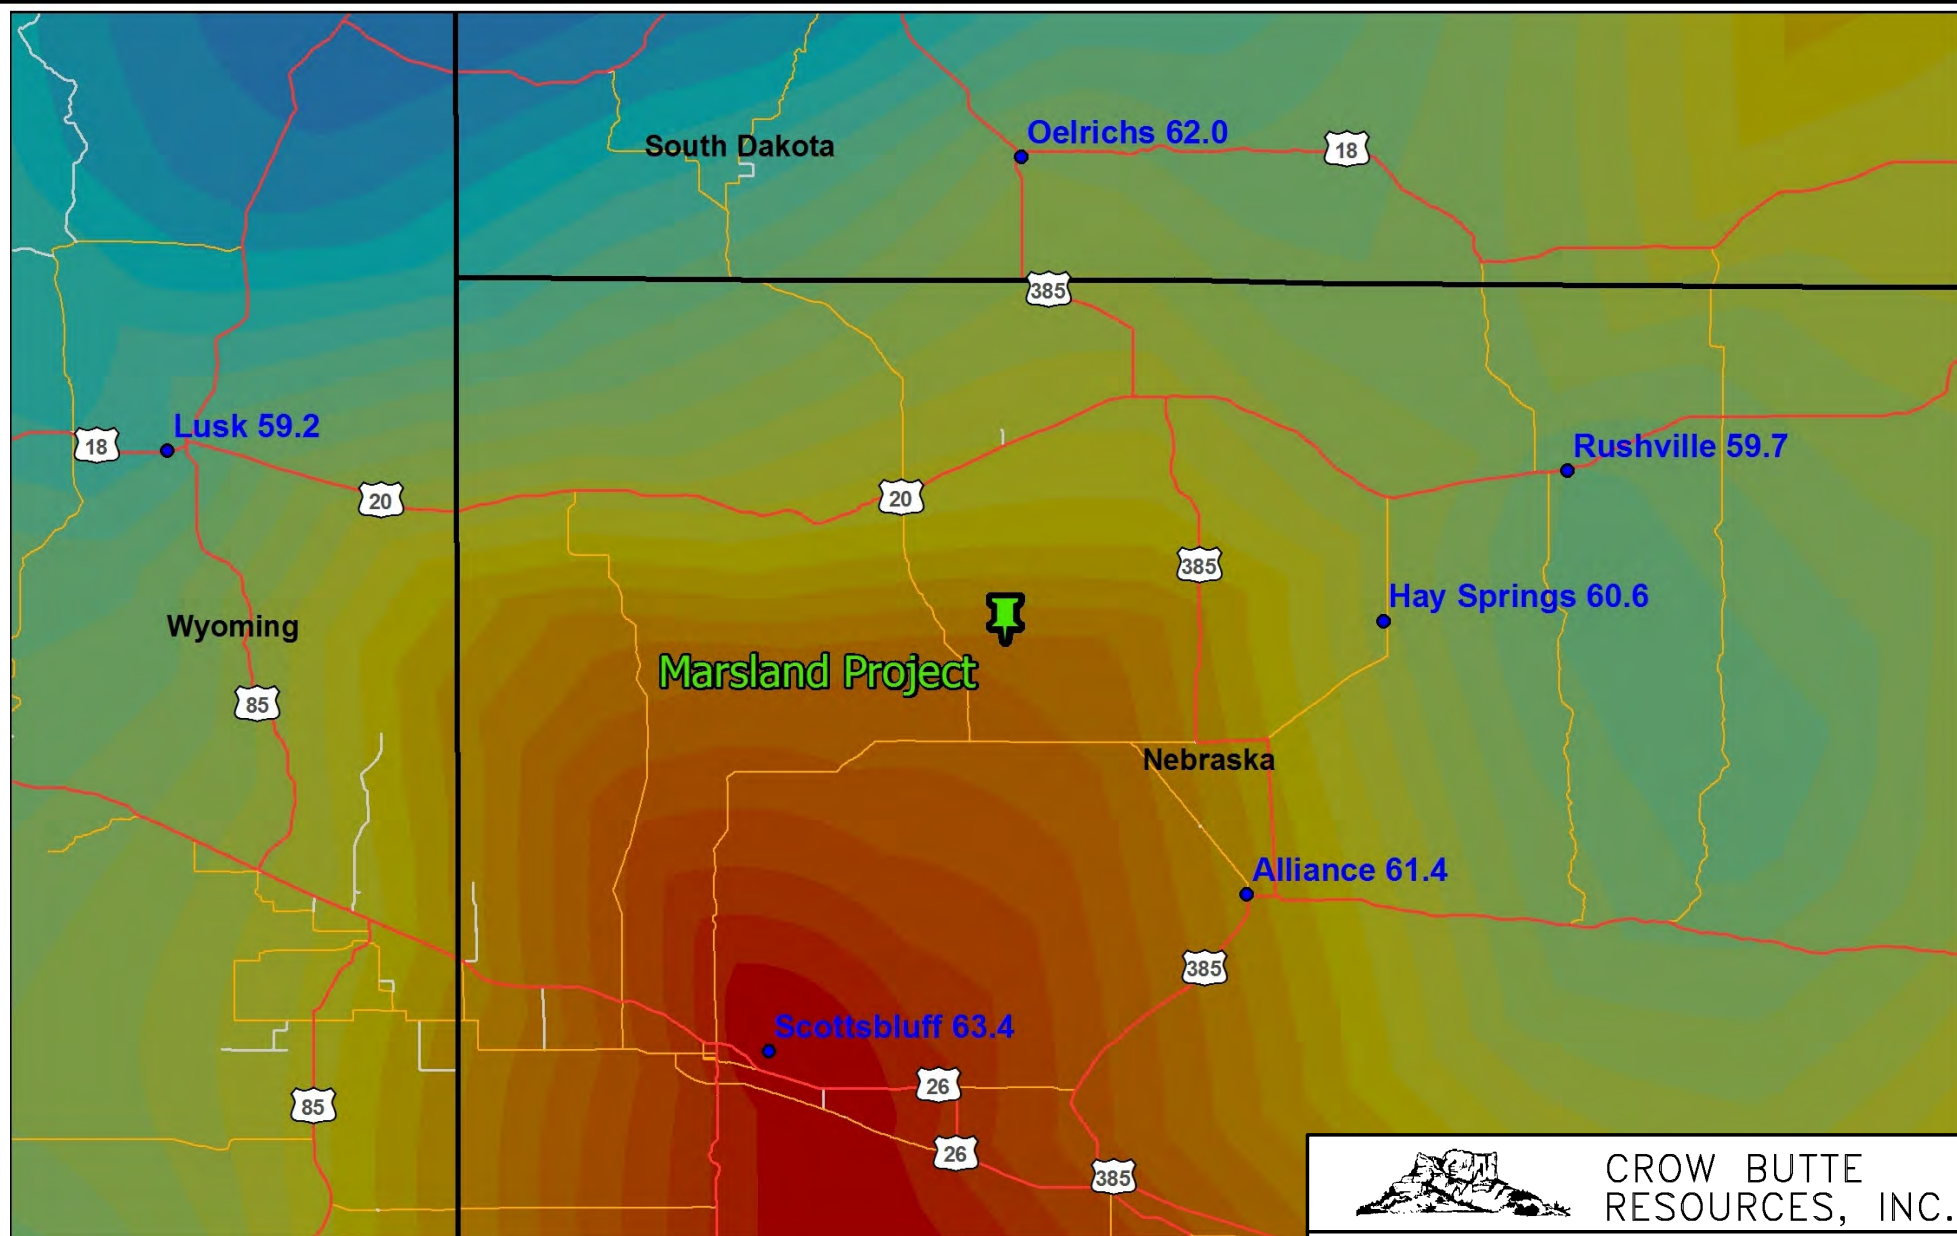 Oelrichs 62.0
South Dakota
18
385
Lusk 59.2
18
Rushville 59.7
20
20
385
Hay Springs 60.6
Wyoming
Marsland Project
85
Nebraska
Alliance 61.4
385
Scottsbluff 63.4
26
85
26
385
CROW BUTTE
RESOURCES, INC.